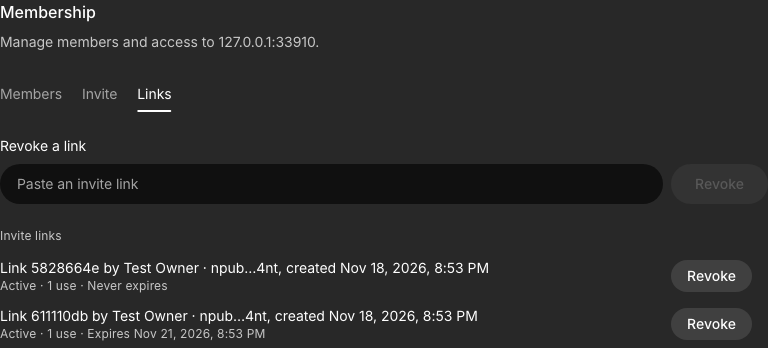 Membership
Manage members and access to 127.0.0.1:33910.
Members Invite Links
Revoke a link
Paste an invite link Revoke
Invite links
Link 5828664e by Test Owner · npub...4nt, created Nov 18, 2026, 8:53 PM
Active · 1 use · Never expires
Revoke
Link 611110db by Test Owner · npub...4nt, created Nov 18, 2026, 8:53 PM
Active · 1 use · Expires Nov 21, 2026, 8:53 PM
Revoke